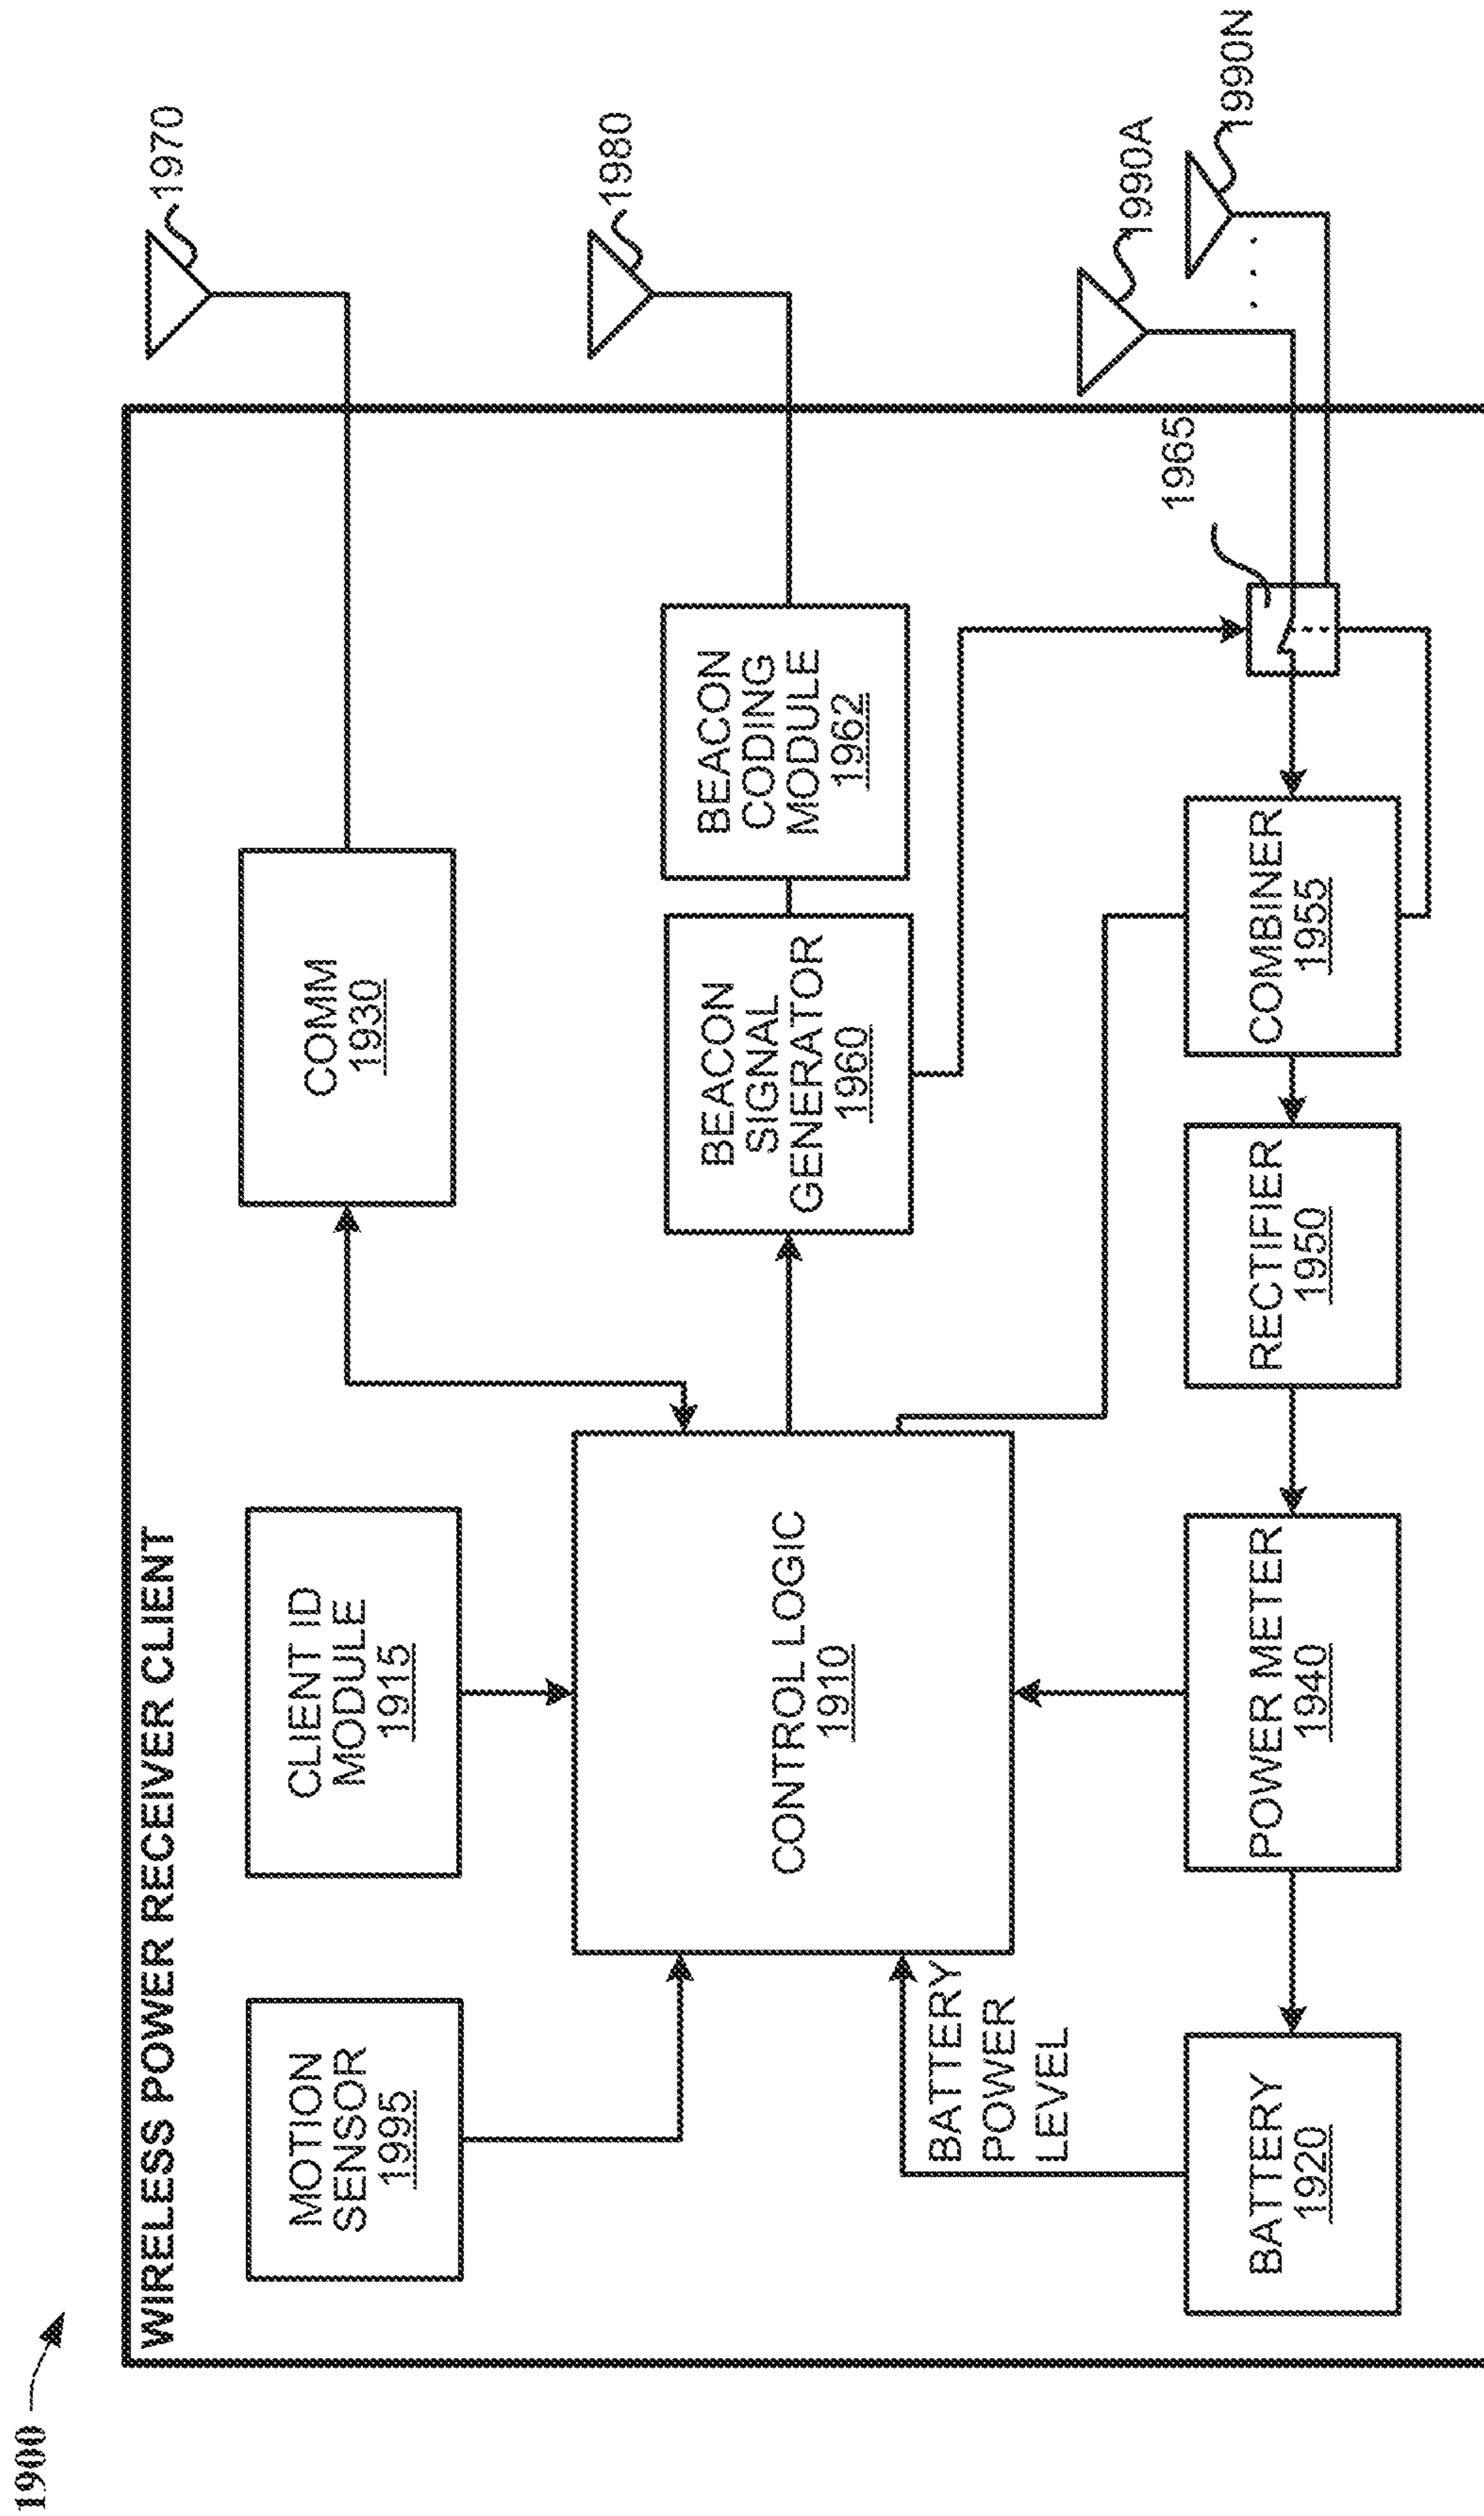 1900
WIRELESS POWER RECEIVER CLIENT
MOTION
SENSOR
1995
CLIENT ID
MODULE
1915
COMM
1930
1970
CONTROL LOGIC
1910
BEACON
SIGNAL
GENERATOR
1960
BEACON
CODING
MODULE
1962
1980
BATTERY
POWER
LEVEL
BATTERY
1920
POWER METER
1940
RECTIFIER
1950
COMBINER
1955
1965
1990A
1990N
. . .